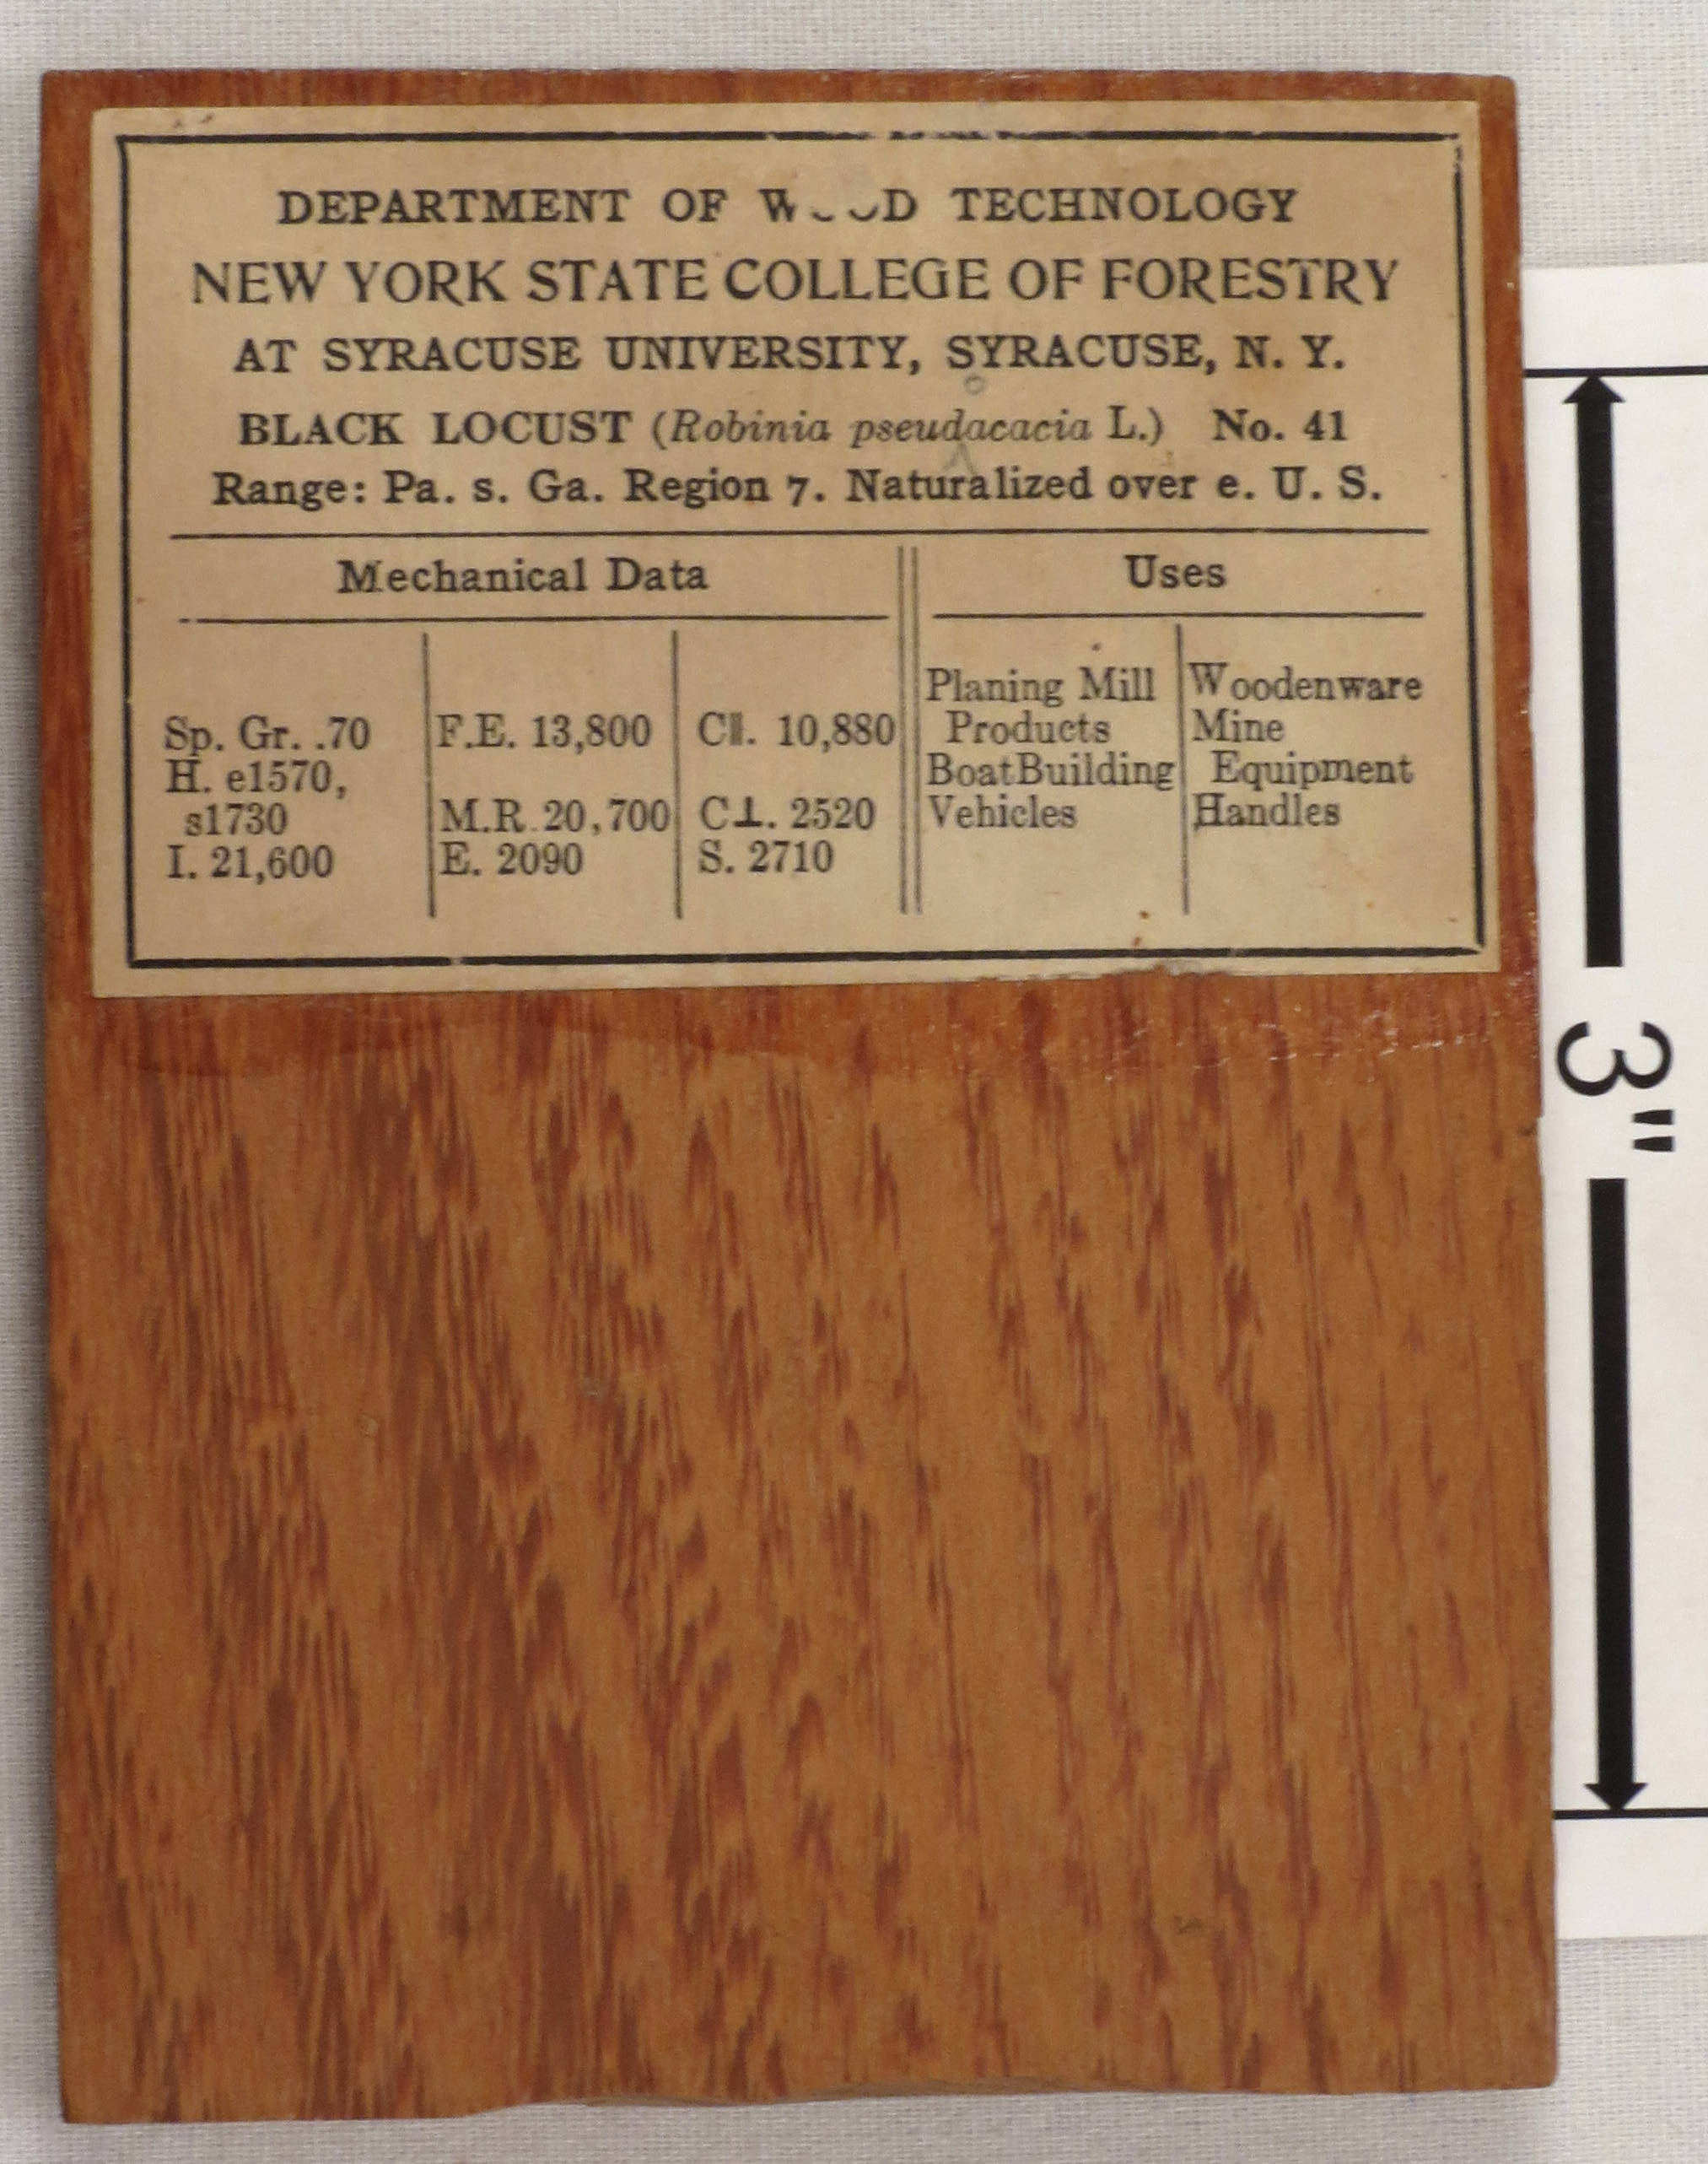 DEPARTMENT OF WOOD TECHNOLOGY
NEW YORK STATE COLLEGE OF FORESTRY
AT SYRACUSE UNIVERSITY, SYRACUSE, N. Y.
o
BLACK LOCUST (Robinia pseudacacia L.) No. 41
Range: Pa. s. Ga. Region 7. Naturalized over e. U. S.
Mechanical Data
Sp. Gr. .70
H. e1570,
s1730
I. 21,600
F.E. 13,800
M.R. 20,700
E. 2090
C∥. 10,880
C⊥. 2520
S. 2710
Uses
Planing Mill
Products
BoatBuilding
Vehicles
Woodenware
Mine
Equipment
Handles
3"